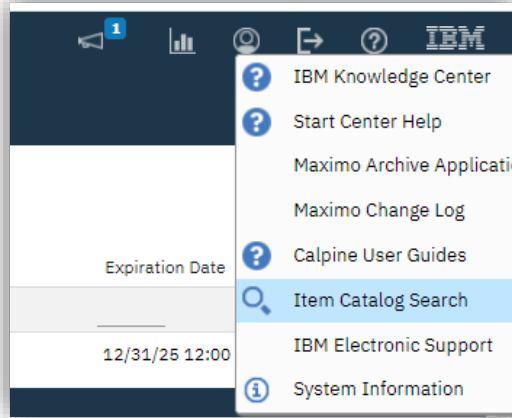 1
IBM
IBM Knowledge Center
Start Center Help
Maximo Archive
Maximo Change Log
Expiration Date
Calpine User Guides
Item Catalog Search
12/31/25 12:00
IBM Electronic Support
System Information